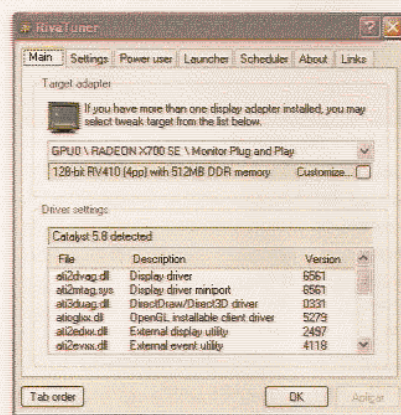 RivaTuner
Main Settings Power user Launcher Scheduler About Links
Target adapter
If you have more than one display adapter installed, you may
select tweak target from the list below.
GPU0 \ RADEON X700 SE \ Monitor Plug and Play
128-bit RV410 (4pp) with 512MB DDR memory Customize...
Driver settings
Catalyst 5.8 detected
File Description Version
ati2dvag.dll Display driver 6561
ati2mtag.sys Display driver miniport 6561
ati3duag.dll DirectDraw/Direct3D driver 0331
atioglxx.dll OpenGL installable client driver 5279
ati2edxx.dll External display utility 2497
ati2evxx.dll External event utility 4118
Tab order OK Aplicar